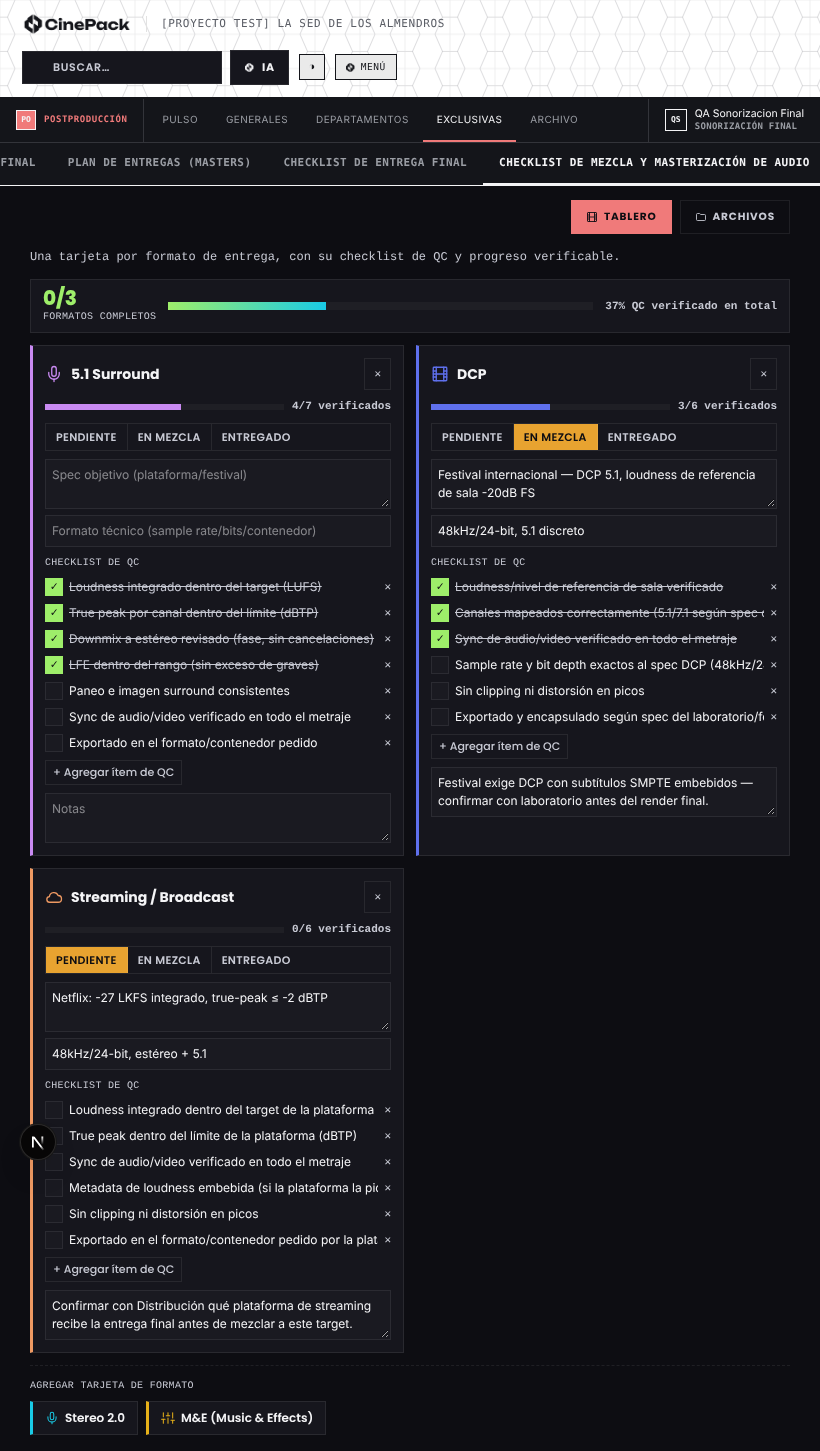 CinePack
[PROYECTO TEST] LA SED DE LOS ALMENDROS
BUSCAR…
IA
MENÚ
PO
POSTPRODUCCIÓN
PULSO
GENERALES
DEPARTAMENTOS
EXCLUSIVAS
ARCHIVO
QS
QA Sonorizacion Final
SONORIZACIÓN FINAL
FINAL
PLAN DE ENTREGAS (MASTERS)
CHECKLIST DE ENTREGA FINAL
CHECKLIST DE MEZCLA Y MASTERIZACIÓN DE AUDIO
TABLERO
ARCHIVOS
Una tarjeta por formato de entrega, con su checklist de QC y progreso verificable.
0/3
FORMATOS COMPLETOS
37% QC verificado en total
5.1 Surround
×
4/7 verificados
PENDIENTE
EN MEZCLA
ENTREGADO
Spec objetivo (plataforma/festival)
Formato técnico (sample rate/bits/contenedor)
CHECKLIST DE QC
✓ Loudness integrado dentro del target (LUFS) ×
✓ True peak por canal dentro del límite (dBTP) ×
✓ Downmix a estéreo revisado (fase, sin cancelaciones) ×
✓ LFE dentro del rango (sin exceso de graves) ×
Paneo e imagen surround consistentes ×
Sync de audio/video verificado en todo el metraje ×
Exportado en el formato/contenedor pedido ×
+ Agregar ítem de QC
Notas
DCP
×
3/6 verificados
PENDIENTE
EN MEZCLA
ENTREGADO
Festival internacional — DCP 5.1, loudness de referencia
de sala -20dB FS
48kHz/24-bit, 5.1 discreto
CHECKLIST DE QC
✓ Loudness/nivel de referencia de sala verificado ×
✓ Canales mapeados correctamente (5.1/7.1 según spec ×
✓ Sync de audio/video verificado en todo el metraje ×
Sample rate y bit depth exactos al spec DCP (48kHz/2 ×
Sin clipping ni distorsión en picos ×
Exportado y encapsulado según spec del laboratorio/f ×
+ Agregar ítem de QC
Festival exige DCP con subtítulos SMPTE embebidos —
confirmar con laboratorio antes del render final.
Streaming / Broadcast
×
0/6 verificados
PENDIENTE
EN MEZCLA
ENTREGADO
Netflix: -27 LKFS integrado, true-peak ≤ -2 dBTP
48kHz/24-bit, estéreo + 5.1
CHECKLIST DE QC
Loudness integrado dentro del target de la plataforma ×
True peak dentro del límite de la plataforma (dBTP) ×
Sync de audio/video verificado en todo el metraje ×
Metadata de loudness embebida (si la plataforma la pi ×
Sin clipping ni distorsión en picos ×
Exportado en el formato/contenedor pedido por la plat ×
+ Agregar ítem de QC
Confirmar con Distribución qué plataforma de streaming
recibe la entrega final antes de mezclar a este target.
N
AGREGAR TARJETA DE FORMATO
Stereo 2.0
M&E (Music & Effects)